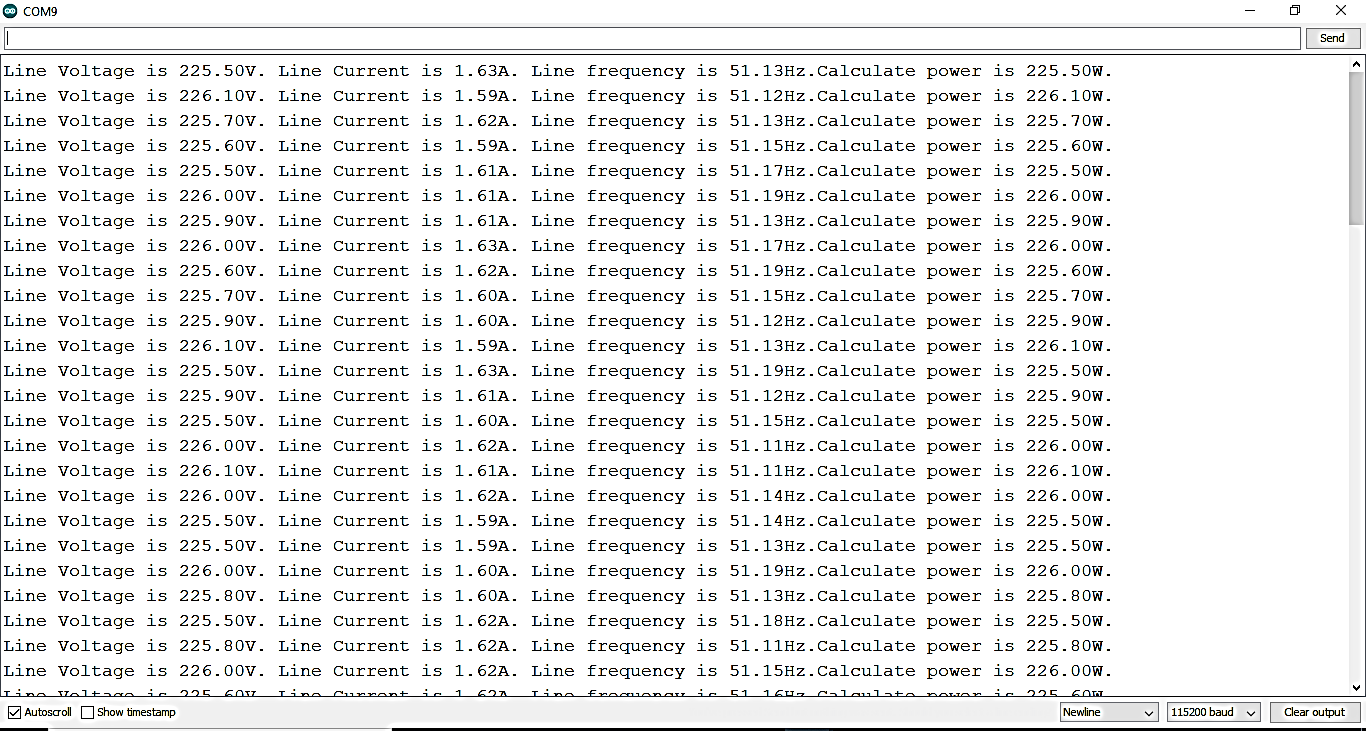 COM9
Send
Line Voltage is 225.50V. Line Current is 1.63A. Line frequency is 51.13Hz.Calculate power is 225.50W.
Line Voltage is 226.10V. Line Current is 1.59A. Line frequency is 51.12Hz.Calculate power is 226.10W.
Line Voltage is 225.70V. Line Current is 1.62A. Line frequency is 51.13Hz.Calculate power is 225.70W.
Line Voltage is 225.60V. Line Current is 1.59A. Line frequency is 51.15Hz.Calculate power is 225.60W.
Line Voltage is 225.50V. Line Current is 1.61A. Line frequency is 51.17Hz.Calculate power is 225.50W.
Line Voltage is 226.00V. Line Current is 1.61A. Line frequency is 51.19Hz.Calculate power is 226.00W.
Line Voltage is 225.90V. Line Current is 1.61A. Line frequency is 51.13Hz.Calculate power is 225.90W.
Line Voltage is 226.00V. Line Current is 1.63A. Line frequency is 51.17Hz.Calculate power is 226.00W.
Line Voltage is 225.60V. Line Current is 1.62A. Line frequency is 51.19Hz.Calculate power is 225.60W.
Line Voltage is 225.70V. Line Current is 1.60A. Line frequency is 51.15Hz.Calculate power is 225.70W.
Line Voltage is 225.90V. Line Current is 1.60A. Line frequency is 51.12Hz.Calculate power is 225.90W.
Line Voltage is 226.10V. Line Current is 1.59A. Line frequency is 51.13Hz.Calculate power is 226.10W.
Line Voltage is 225.50V. Line Current is 1.63A. Line frequency is 51.19Hz.Calculate power is 225.50W.
Line Voltage is 225.90V. Line Current is 1.61A. Line frequency is 51.12Hz.Calculate power is 225.90W.
Line Voltage is 225.50V. Line Current is 1.60A. Line frequency is 51.15Hz.Calculate power is 225.50W.
Line Voltage is 226.00V. Line Current is 1.62A. Line frequency is 51.11Hz.Calculate power is 226.00W.
Line Voltage is 226.10V. Line Current is 1.61A. Line frequency is 51.11Hz.Calculate power is 226.10W.
Line Voltage is 226.00V. Line Current is 1.62A. Line frequency is 51.14Hz.Calculate power is 226.00W.
Line Voltage is 225.50V. Line Current is 1.59A. Line frequency is 51.14Hz.Calculate power is 225.50W.
Line Voltage is 225.50V. Line Current is 1.59A. Line frequency is 51.13Hz.Calculate power is 225.50W.
Line Voltage is 226.00V. Line Current is 1.60A. Line frequency is 51.19Hz.Calculate power is 226.00W.
Line Voltage is 225.80V. Line Current is 1.60A. Line frequency is 51.13Hz.Calculate power is 225.80W.
Line Voltage is 225.50V. Line Current is 1.62A. Line frequency is 51.18Hz.Calculate power is 225.50W.
Line Voltage is 225.80V. Line Current is 1.62A. Line frequency is 51.11Hz.Calculate power is 225.80W.
Line Voltage is 226.00V. Line Current is 1.62A. Line frequency is 51.15Hz.Calculate power is 226.00W.
Line Voltage is 225.60V. Line Current is 1.62A. Line frequency is 51.16Hz.Calculate power is 225.60W.
Autoscroll Show timestamp Newline 115200 baud Clear output